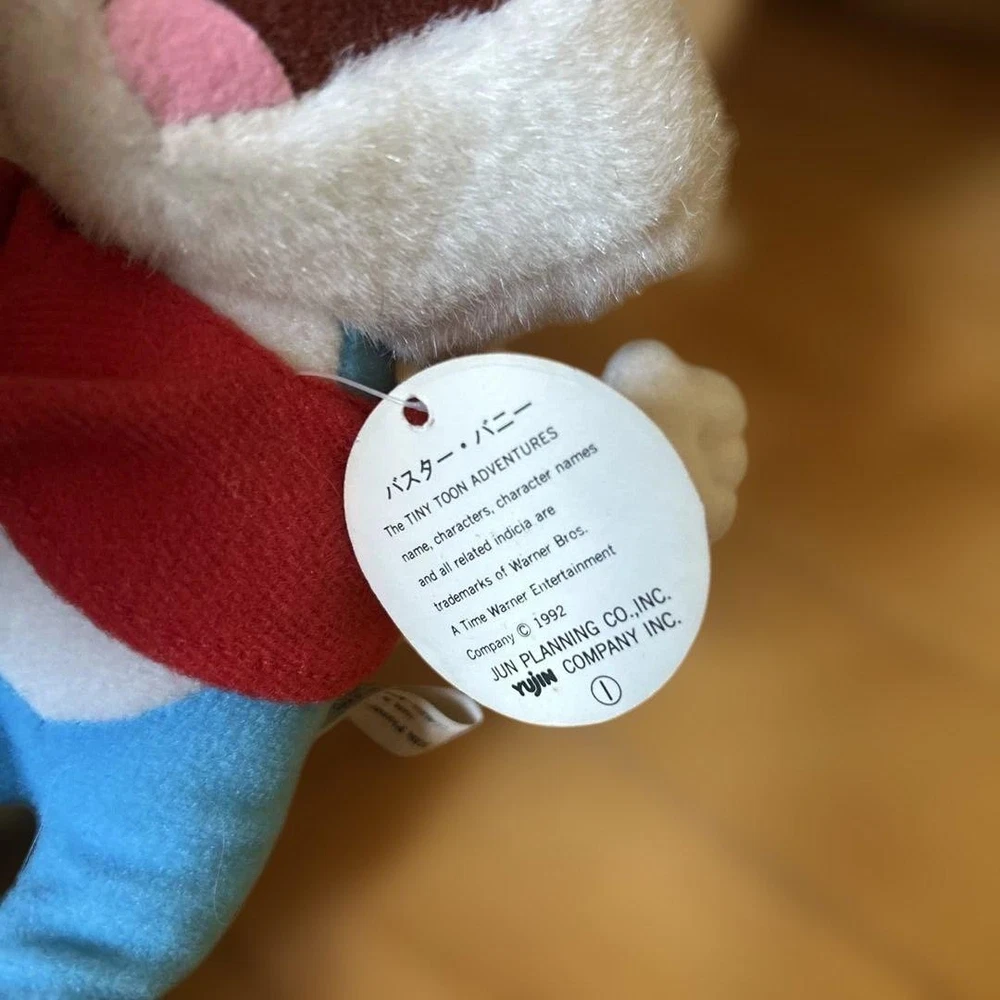 バスター・バニー
The TINY TOON ADVENTURES
name, characters, character names
and all related indicia are
trademarks of Warner Bros.
A Time Warner Entertainment
Company © 1992
JUN PLANNING CO.,INC.
YUJIN COMPANY INC.
①